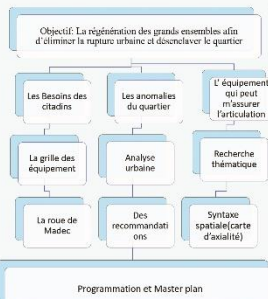 Objectif: La régénération des grands ensembles afin
d'éliminer la rupture urbaine et désenclaver le quartier
Les Besoins des
citadins
Les anomalies
du quartier
L' équipement
qui peut
m'assurer
l'articulation
La grille des
équipement
Analyse
urbaine
Recherche
thématique
La roue de
Madec
Des
recommandati
ons
Syntaxe
spatiale(carte
d'axialité)
Programmation et Master plan